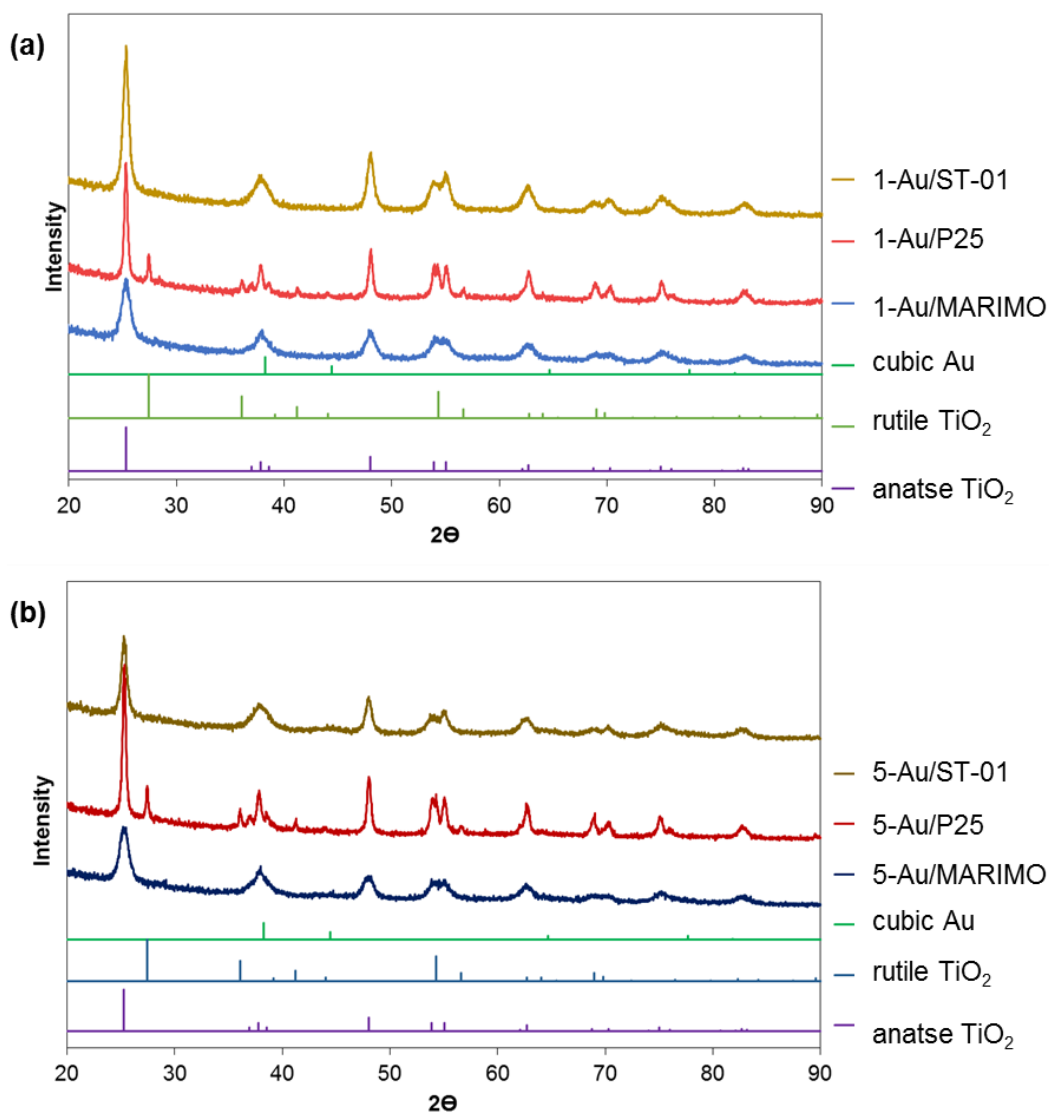 (a)
Intensity
1-Au/ST-01
1-Au/P25
1-Au/MARIMO
cubic Au
rutile TiO₂
anatse TiO₂
20 30 40 50 60 70 80 90
2Ɵ
(b)
Intensity
5-Au/ST-01
5-Au/P25
5-Au/MARIMO
cubic Au
rutile TiO₂
anatse TiO₂
20 30 40 50 60 70 80 90
2Ɵ